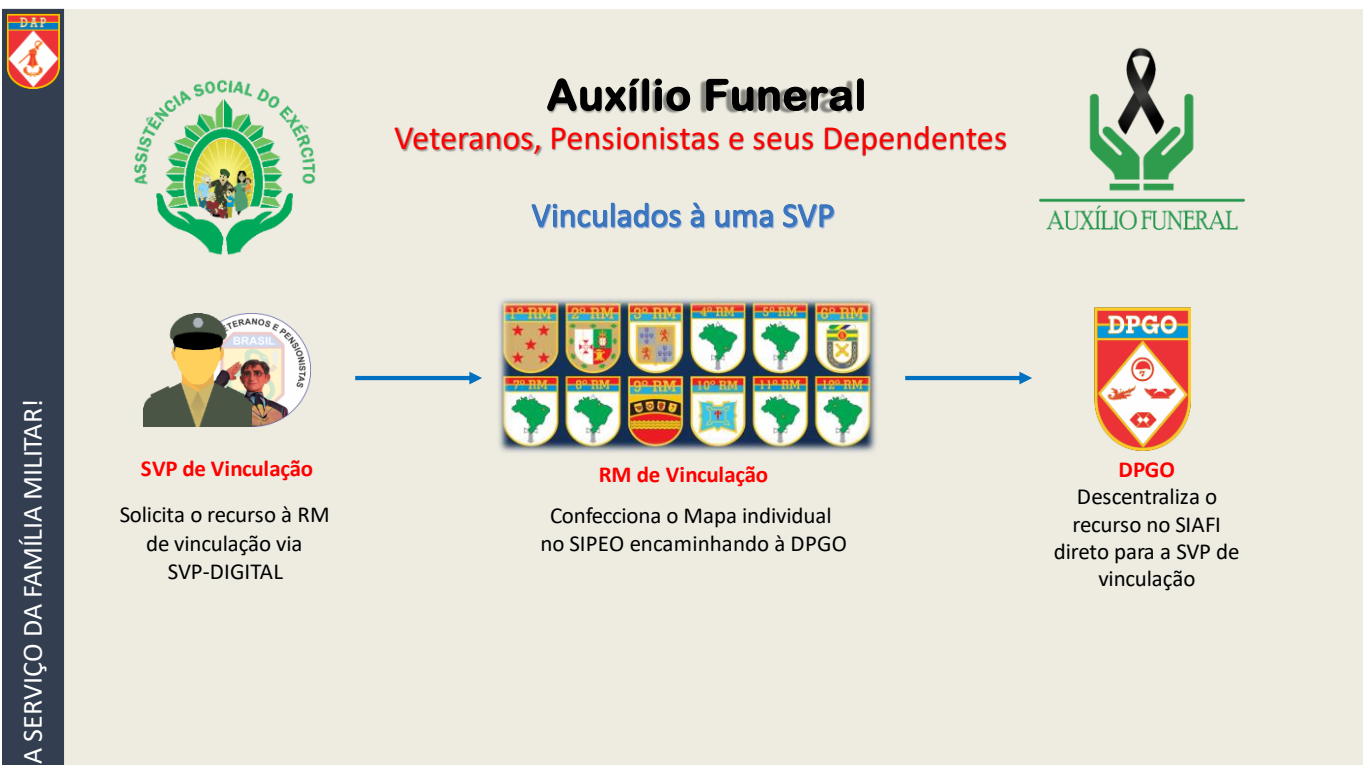 DAP
A SERVIÇO DA FAMÍLIA MILITAR!
ASSISTÊNCIA SOCIAL DO EXÉRCITO
Auxílio Funeral
Veteranos, Pensionistas e seus Dependentes
Vinculados à uma SVP
AUXÍLIO FUNERAL
VETERANOS E PENSIONISTAS
BRASIL
SVP de Vinculação
Solicita o recurso à RM
de vinculação via
SVP-DIGITAL
1ª RM 2ª RM 3ª RM 4ª RM 5ª RM 6ª RM
7ª RM 8ª RM 9ª RM 10ª RM 11ª RM 12ª RM
RM de Vinculação
Confecciona o Mapa individual
no SIPEO encaminhando à DPGO
DPGO
DPGO
Descentraliza o
recurso no SIAFI
direto para a SVP de
vinculação